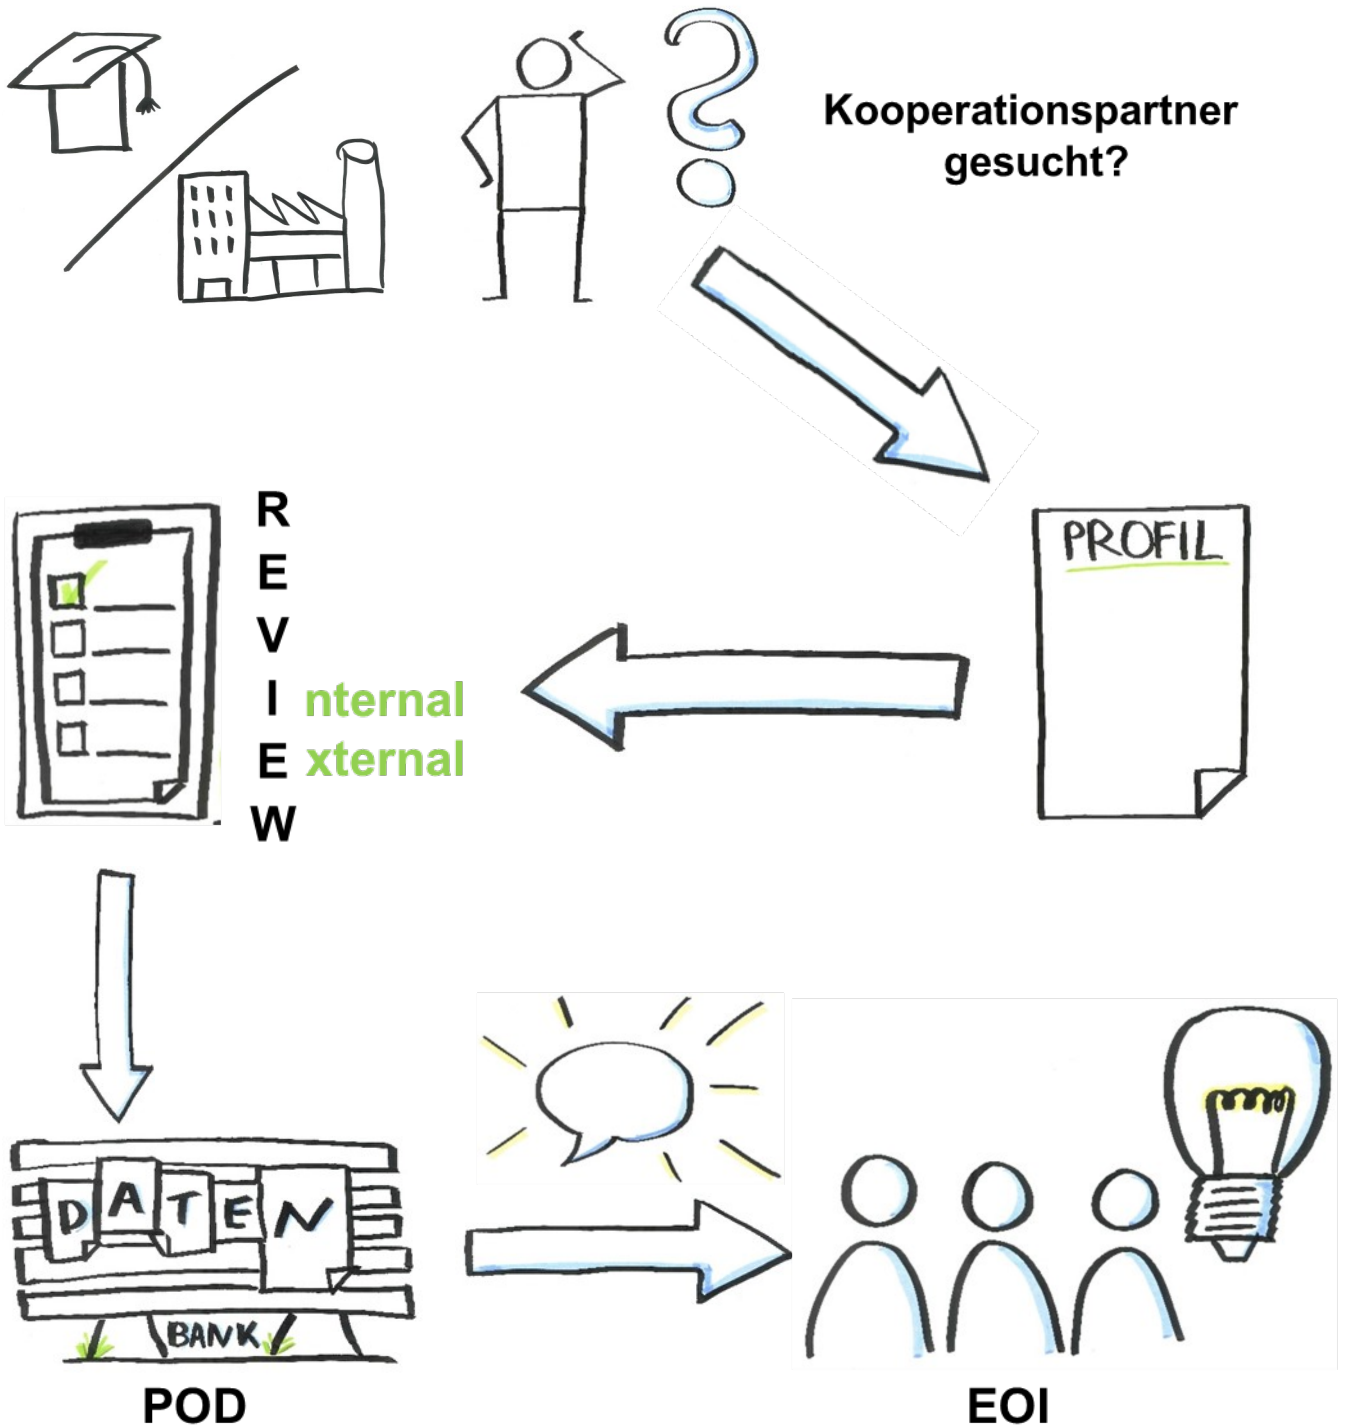 Kooperationspartner
gesucht?
PROFIL
R
E
V
I nternal
E xternal
W
DATEN
BANK
POD
EOI